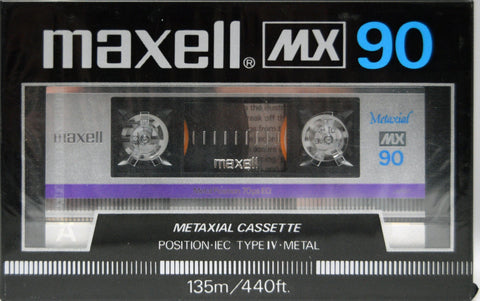 maxell® MX 90
Metaxial
maxell
MX
90
maxell
A
METAXIAL CASSETTE
POSITION·IEC TYPE IV·METAL
135m/440ft.